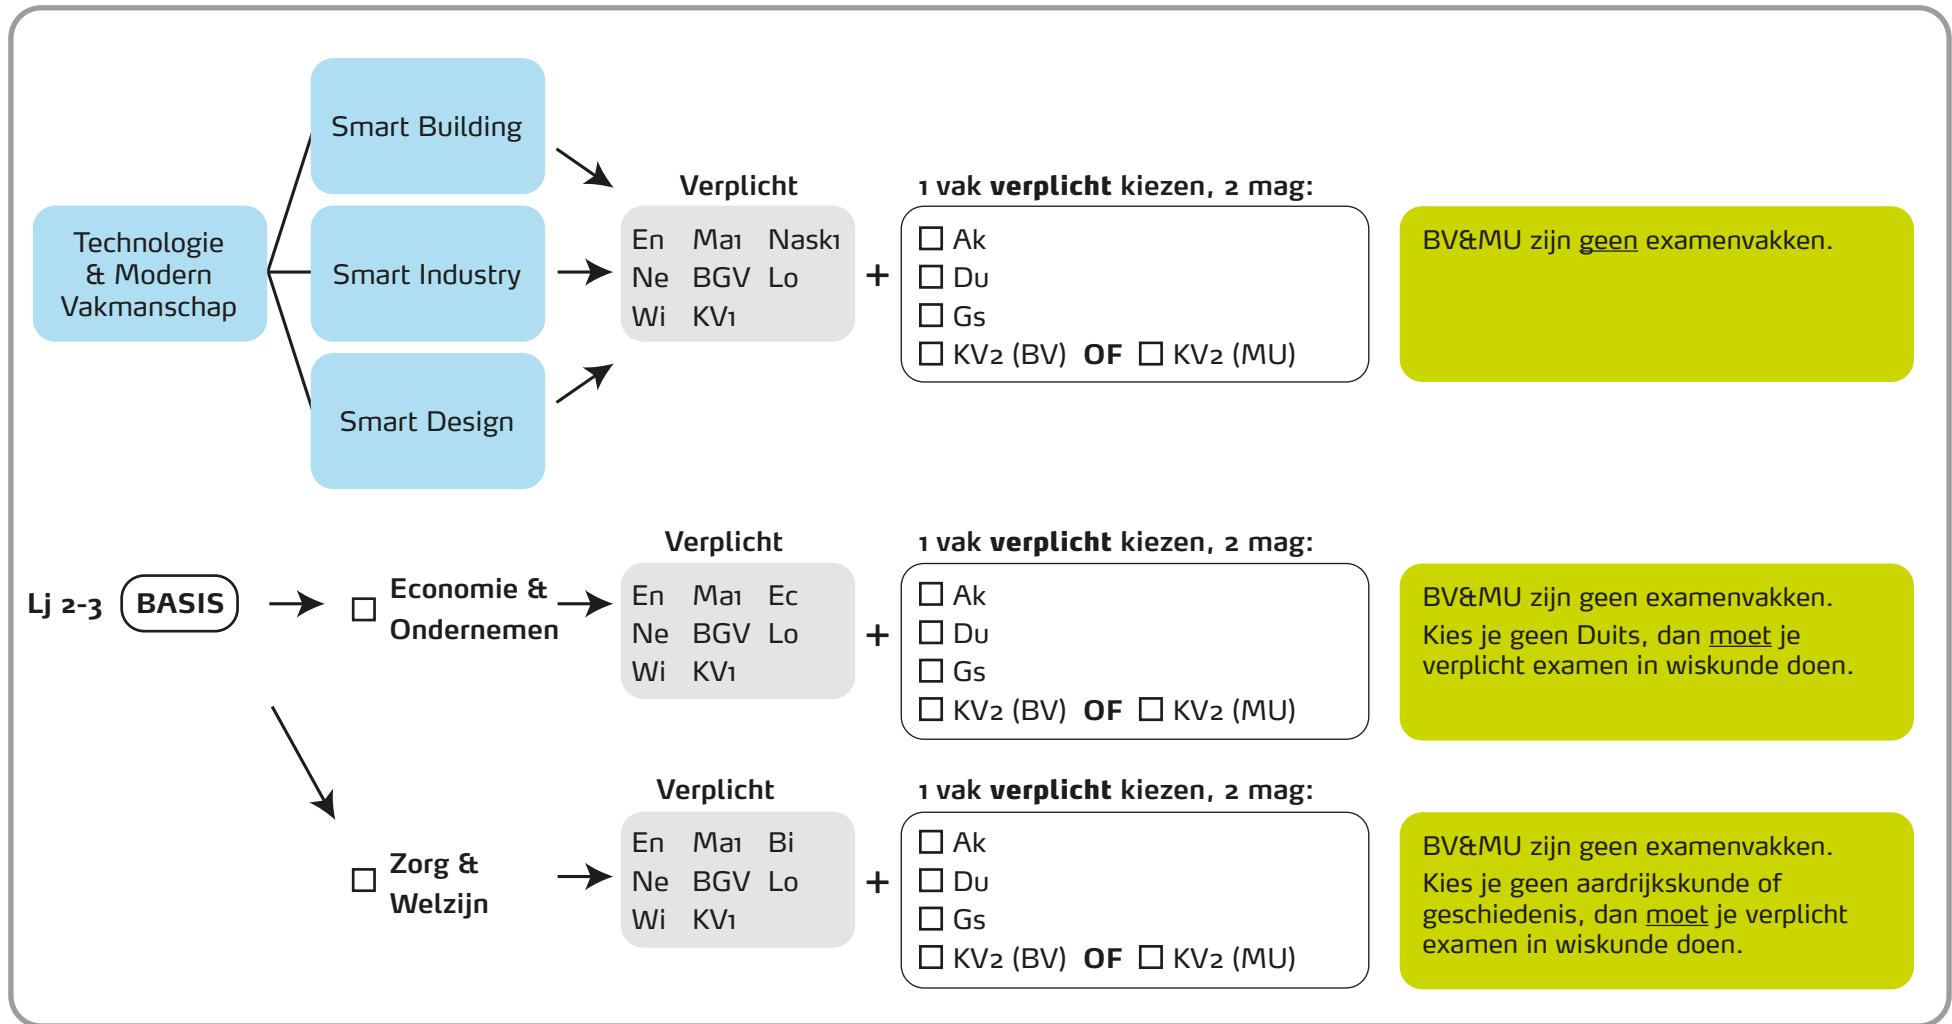 Technologie
& Modern
Vakmanschap
Smart Building
Smart Industry
Smart Design
Verplicht
En Ma1 Nask1
Ne BGV Lo
Wi KV1
+
1 vak verplicht kiezen, 2 mag:
Ak
Du
Gs
KV2 (BV) OF KV2 (MU)
BV&MU zijn geen examenvakken.
Lj 2-3 BASIS
Economie &
Ondernemen
Verplicht
En Ma1 Ec
Ne BGV Lo
Wi KV1
+
1 vak verplicht kiezen, 2 mag:
Ak
Du
Gs
KV2 (BV) OF KV2 (MU)
BV&MU zijn geen examenvakken.
Kies je geen Duits, dan moet je
verplicht examen in wiskunde doen.
Zorg &
Welzijn
Verplicht
En Ma1 Bi
Ne BGV Lo
Wi KV1
+
1 vak verplicht kiezen, 2 mag:
Ak
Du
Gs
KV2 (BV) OF KV2 (MU)
BV&MU zijn geen examenvakken.
Kies je geen aardrijkskunde of
geschiedenis, dan moet je verplicht
examen in wiskunde doen.